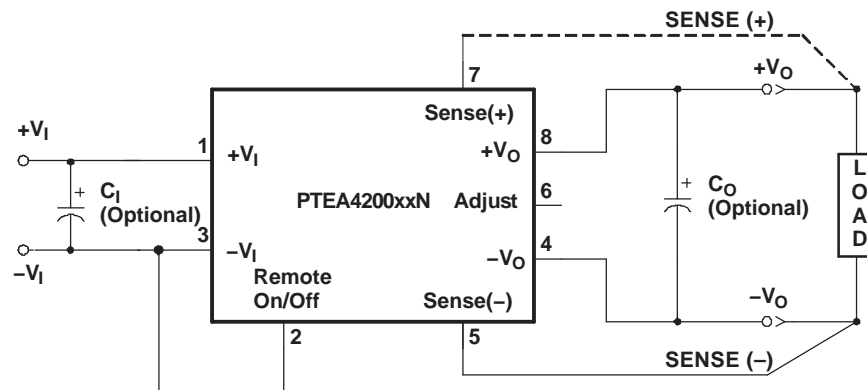 SENSE (+)
7
+VO
Sense(+)
8
+VI
1
+VI
+VO
+
CI
(Optional)
PTEA4200xxN
Adjust
6
+
CO
(Optional)
LOAD
3
–VI
4
–VO
–VI
Remote
On/Off
Sense(–)
–VO
2
5
SENSE (–)